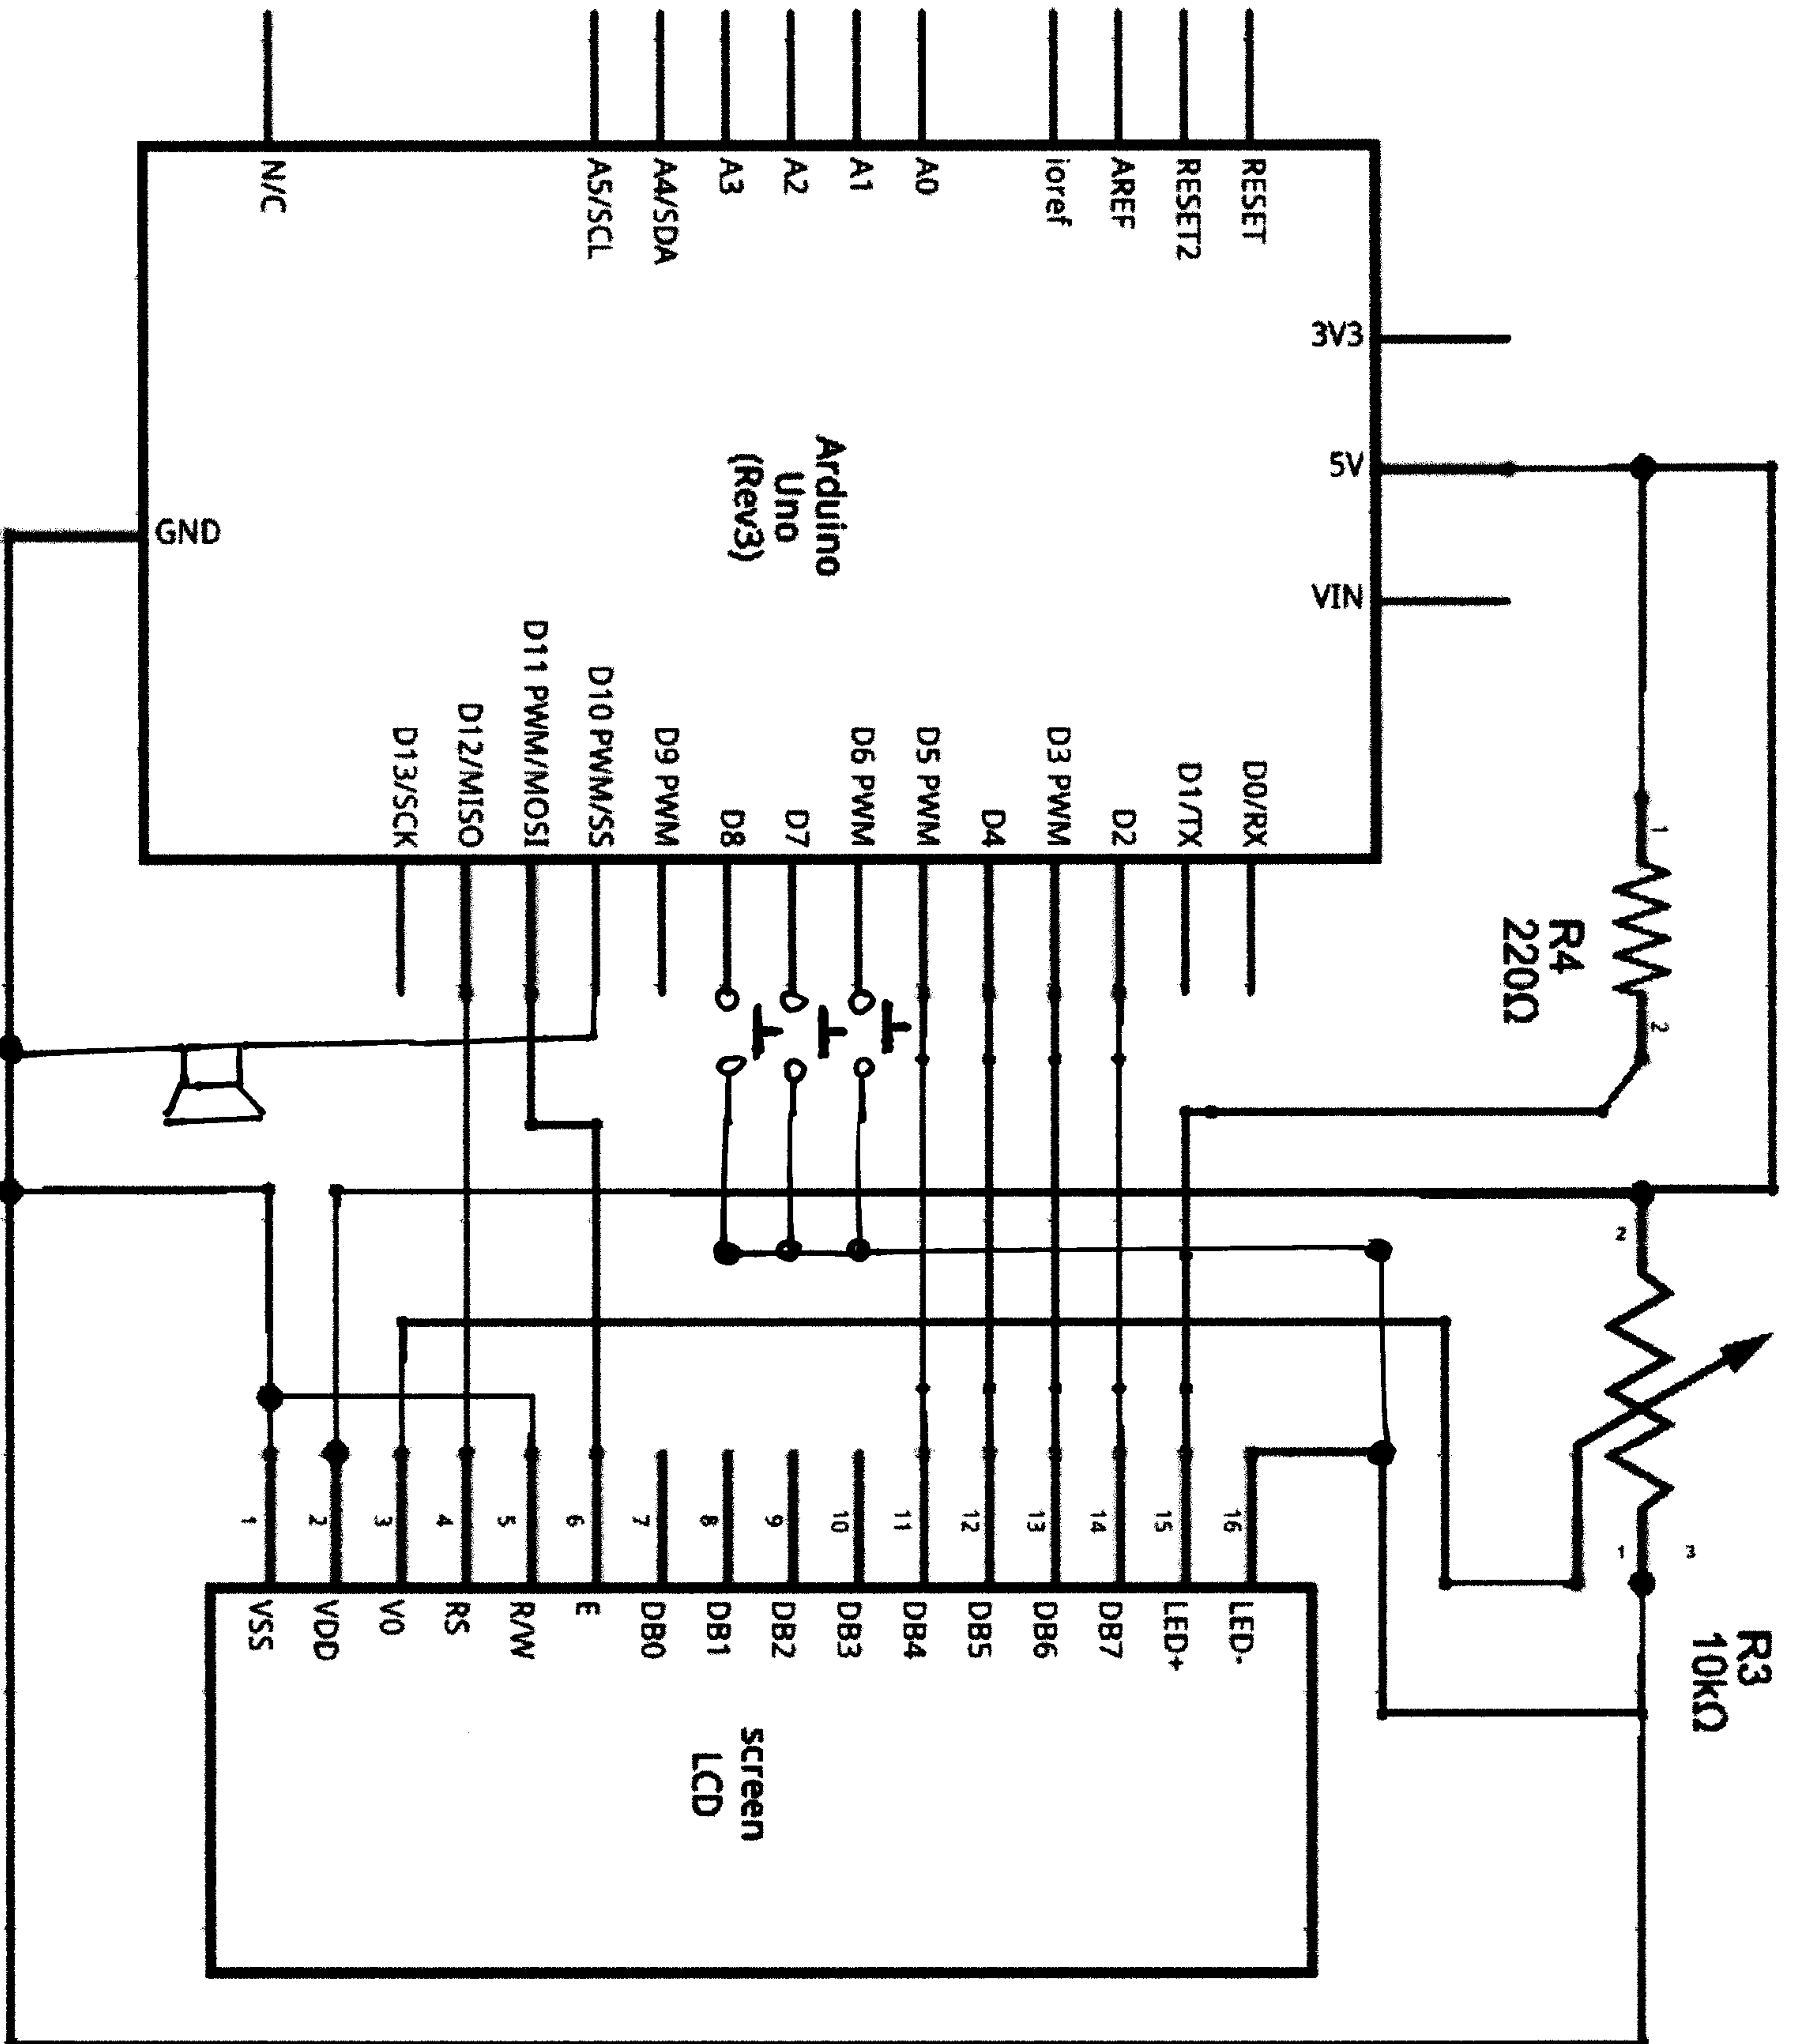 N/C
A5/SCL
A4/SDA
A3
A2
A1
A0
ioref
AREF
RESET2
RESET
3V3
5V
VIN
GND
Arduino
Uno
(Rev3)
D13/SCK
D12/MISO
D11 PWM/MOSI
D10 PWM/SS
D9 PWM
D8
D7
D6 PWM
D5 PWM
D4
D3 PWM
D2
D1/TX
D0/RX
1
R4
220Ω
2
2
1
2
3
4
5
6
7
8
9
10
11
12
13
14
15
16
1
3
R3
10kΩ
VSS
VDD
V0
RS
R/W
E
DB0
DB1
DB2
DB3
DB4
DB5
DB6
DB7
LED+
LED-
screen
LCD